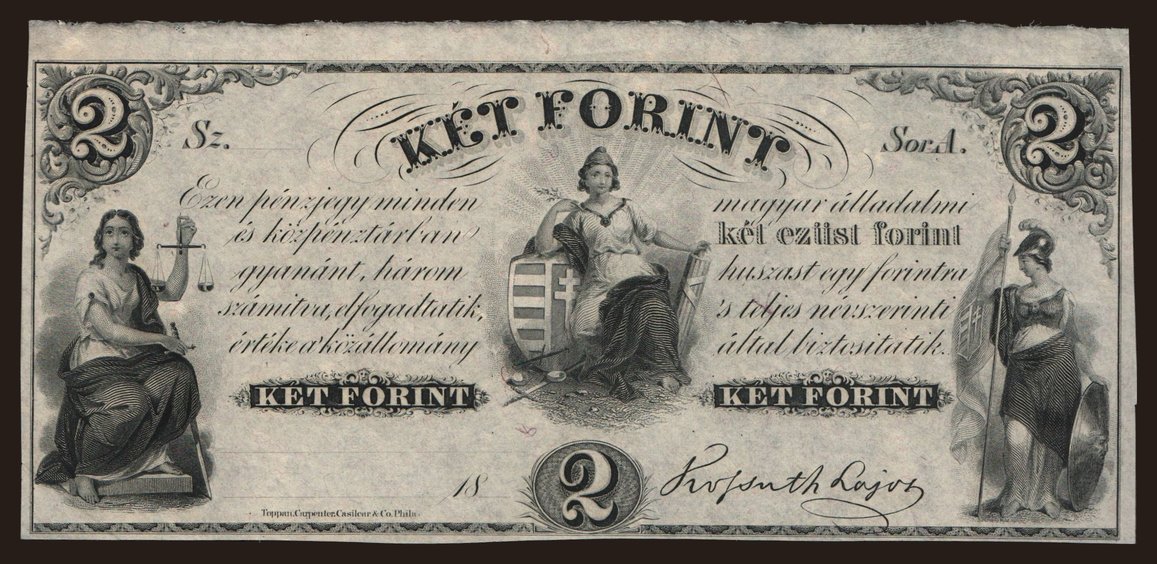 2 KÉT FORINT 2
Sz. Sor. A.
Ezen pénzjegy minden magyar álladalmi
és közpénztárban két ezüst forint
gyanánt, három huszast egy forintra
számitva, elfogadtatik, 's teljes névszerinti
értéke a' közállomány által biztositatik.
KÉT FORINT KÉT FORINT
18 2 Kossuth Lajos
Toppan, Carpenter, Casilear & Co. Phila.